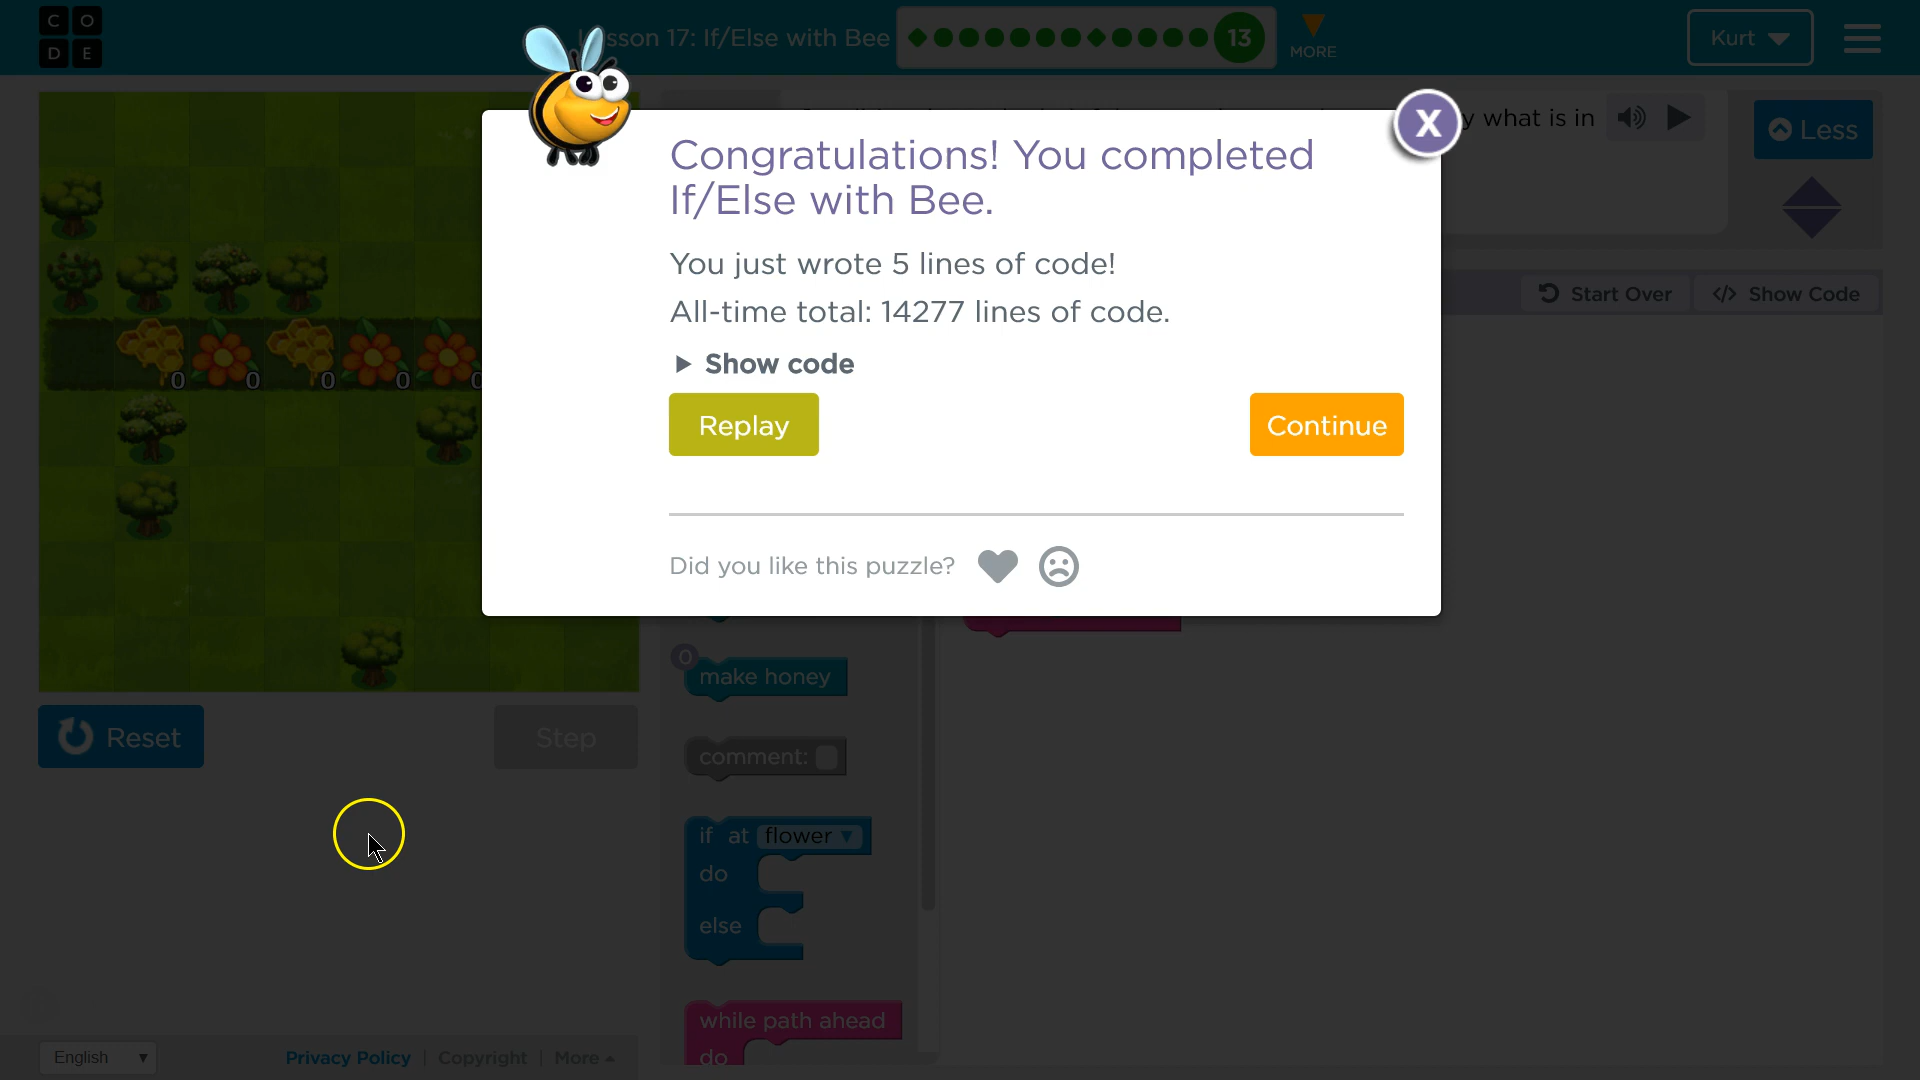 C O
D E
Lesson 17: If/Else with Bee
13
MORE
Kurt
y what is in
Less
Congratulations! You completed
If/Else with Bee.
You just wrote 5 lines of code!
All-time total: 14277 lines of code.
Show code
Replay
Continue
Did you like this puzzle?
X
Start Over
</> Show Code
0 0 0 0 0
Reset
Step
0
make honey
comment:
if at flower
do
else
while path ahead
do
English
Privacy Policy | Copyright | More